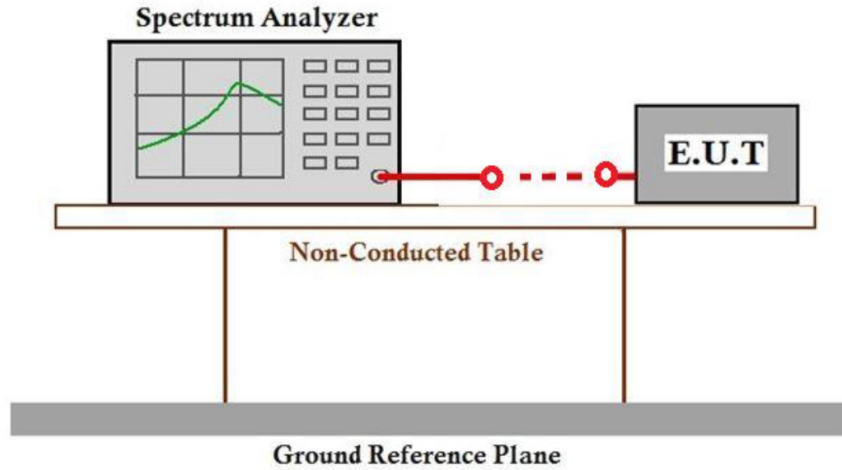 Spectrum Analyzer
E.U.T
Non-Conducted Table
Ground Reference Plane